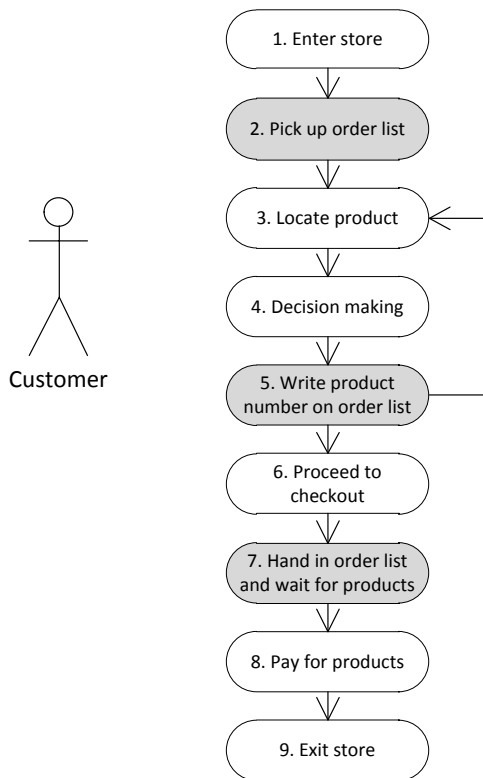 1. Enter store
2. Pick up order list
3. Locate product
4. Decision making
Customer
5. Write product
number on order list
6. Proceed to
checkout
7. Hand in order list
and wait for products
8. Pay for products
9. Exit store